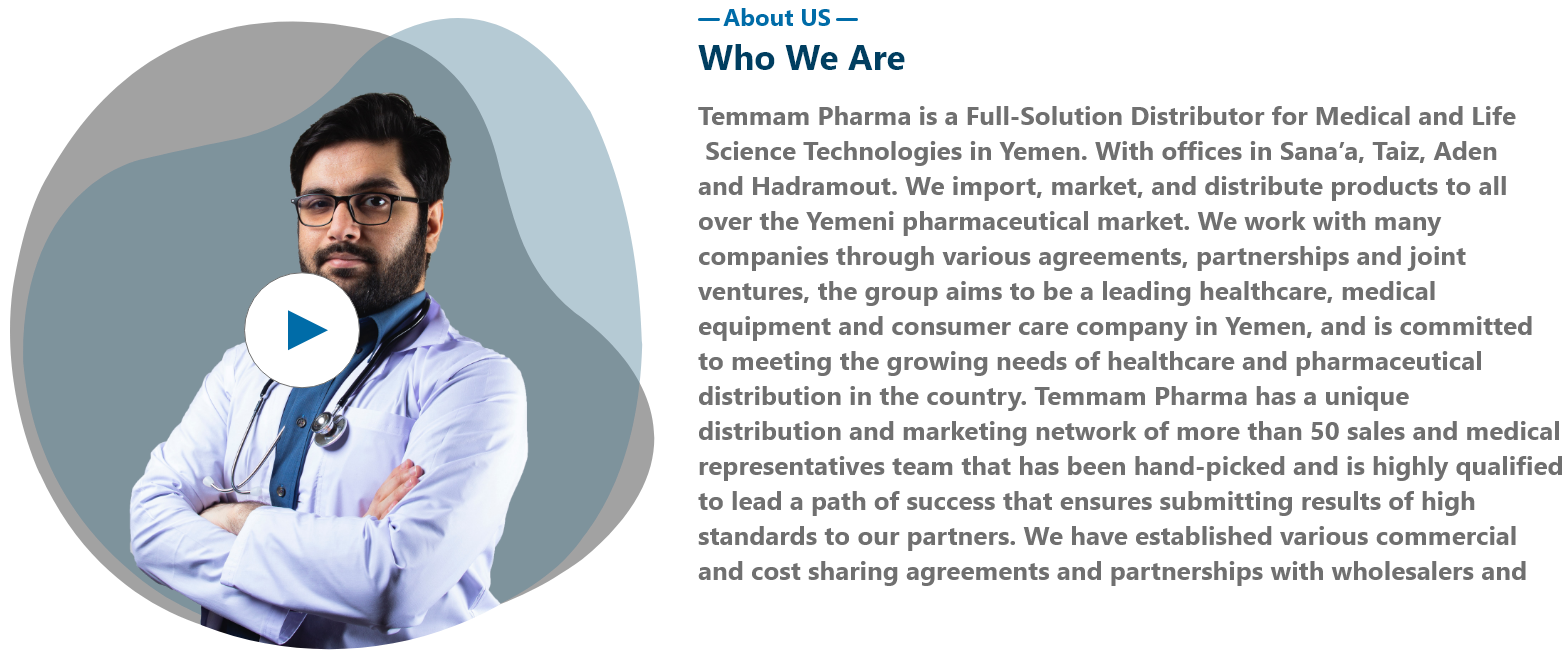 — About US —
Who We Are
Temmam Pharma is a Full-Solution Distributor for Medical and Life
Science Technologies in Yemen. With offices in Sana’a, Taiz, Aden
and Hadramout. We import, market, and distribute products to all
over the Yemeni pharmaceutical market. We work with many
companies through various agreements, partnerships and joint
ventures, the group aims to be a leading healthcare, medical
equipment and consumer care company in Yemen, and is committed
to meeting the growing needs of healthcare and pharmaceutical
distribution in the country. Temmam Pharma has a unique
distribution and marketing network of more than 50 sales and medical
representatives team that has been hand-picked and is highly qualified
to lead a path of success that ensures submitting results of high
standards to our partners. We have established various commercial
and cost sharing agreements and partnerships with wholesalers and